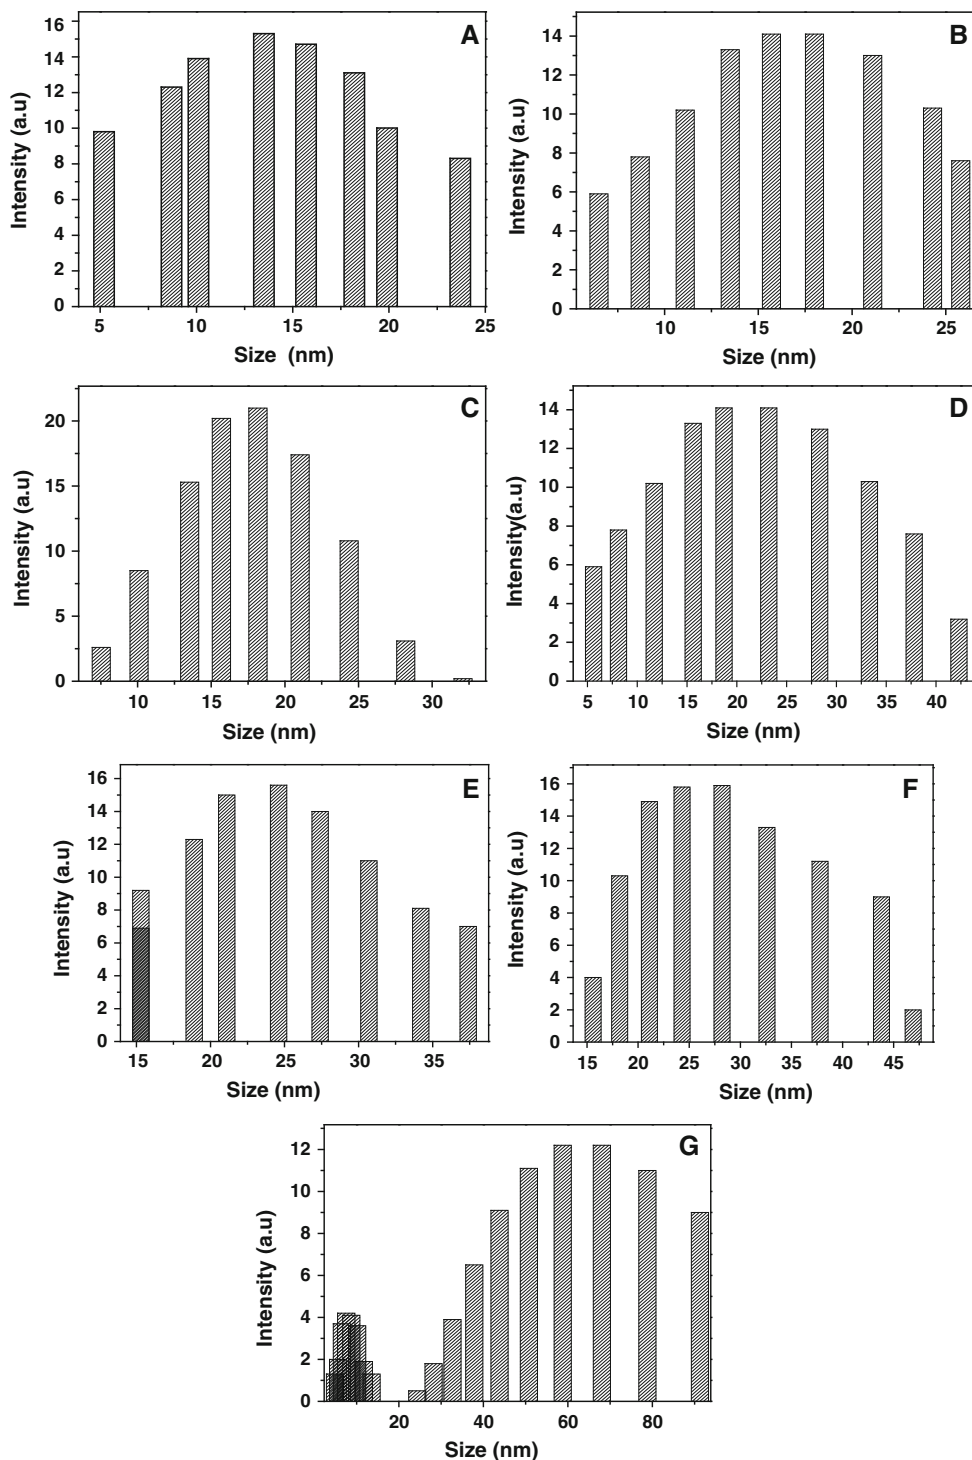 A
Intensity (a.u)
16
14
12
10
8
6
4
2
0
5 10 15 20 25
Size (nm)
B
Intensity (a.u)
14
12
10
8
6
4
2
0
10 15 20 25
Size (nm)
C
Intensity (a.u)
20
15
10
5
0
10 15 20 25 30
Size (nm)
D
Intensity(a.u)
14
12
10
8
6
4
2
0
5 10 15 20 25 30 35 40
Size (nm)
E
Intensity (a.u)
16
14
12
10
8
6
4
2
0
15 20 25 30 35
Size (nm)
F
Intensity (a.u)
16
14
12
10
8
6
4
2
0
15 20 25 30 35 40 45
Size (nm)
G
Intensity (a.u)
12
10
8
6
4
2
0
20 40 60 80
Size (nm)